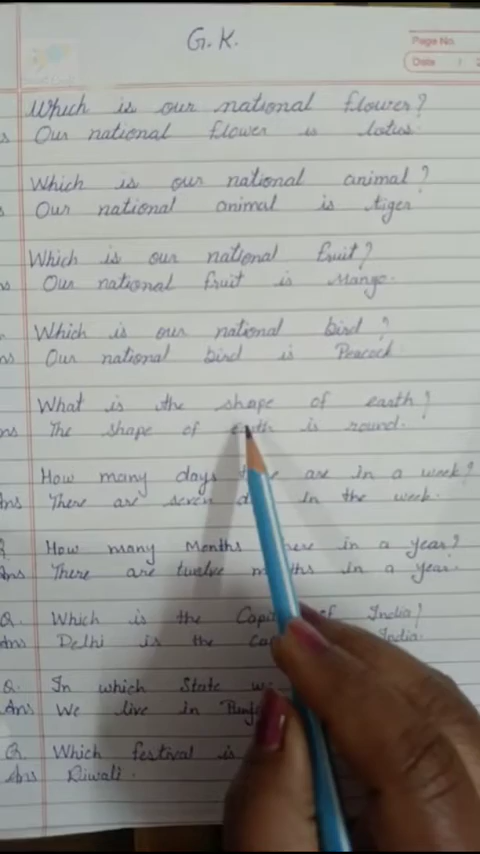 G.K.
Page No.
Date
Which is our national flower?
Our national flower is lotus.
Which is our national animal?
Our national animal is tiger
Which is our national fruit?
Our national fruit is Mango.
Which is our national bird?
ns Our national bird is Peacock
What is the shape of earth?
ns The shape of is round.
How many days are in a week?
Ans There are seven in the week.
Q. How many Months here in a year?
Ans There are twelve in a year.
Q. Which is the of India?
Ans Delhi is the India.
Q. In which State
Ans We live in
Q. Which festival is
Ans Diwali.